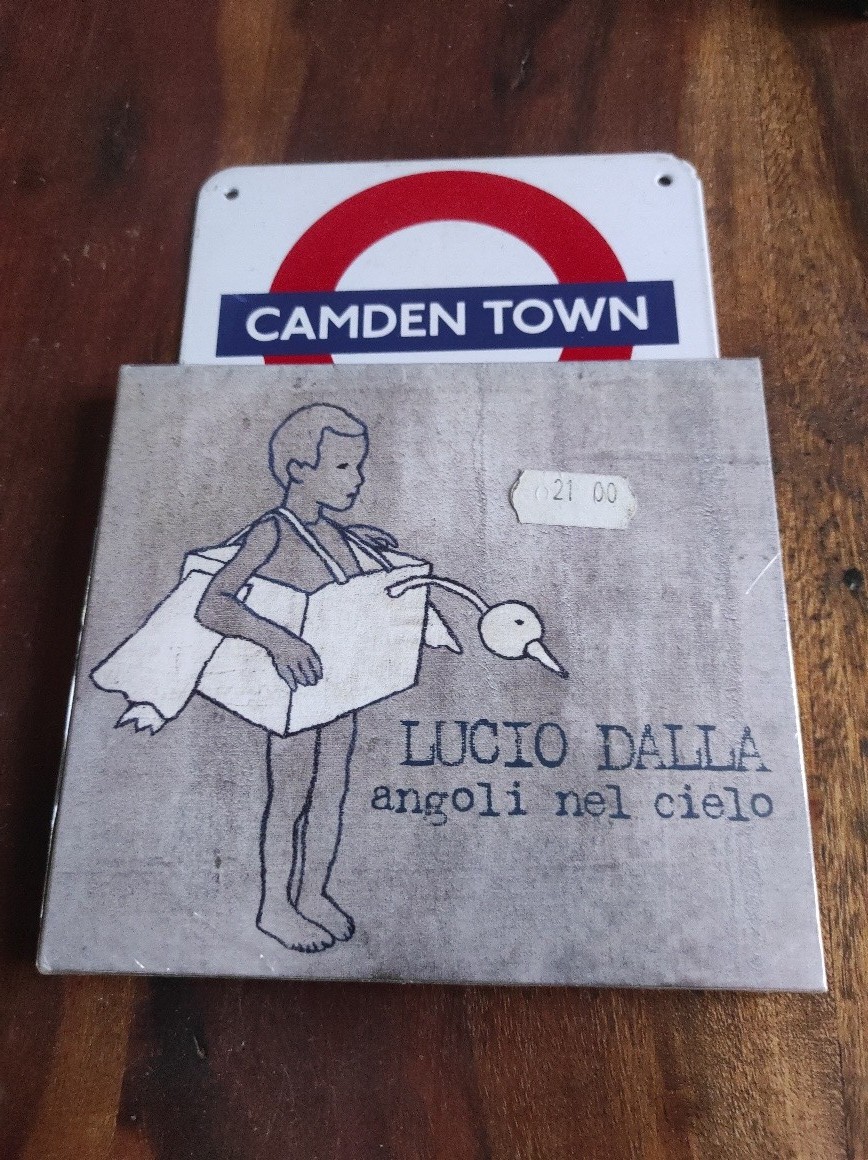 CAMDEN TOWN
21 00
LUCIO DALLA
angoli nel cielo